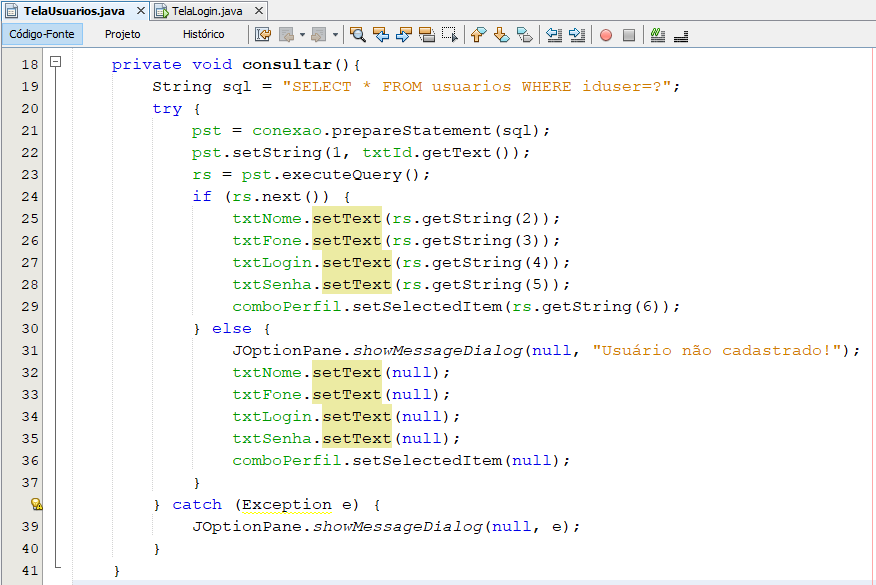 TelaUsuarios.java
TelaLogin.java
Código-Fonte Projeto Histórico
18 private void consultar(){
19 String sql = "SELECT * FROM usuarios WHERE iduser=?";
20 try {
21 pst = conexao.prepareStatement(sql);
22 pst.setString(1, txtId.getText());
23 rs = pst.executeQuery();
24 if (rs.next()) {
25 txtNome.setText(rs.getString(2));
26 txtFone.setText(rs.getString(3));
27 txtLogin.setText(rs.getString(4));
28 txtSenha.setText(rs.getString(5));
29 comboPerfil.setSelectedItem(rs.getString(6));
30 } else {
31 JOptionPane.showMessageDialog(null, "Usuário não cadastrado!");
32 txtNome.setText(null);
33 txtFone.setText(null);
34 txtLogin.setText(null);
35 txtSenha.setText(null);
36 comboPerfil.setSelectedItem(null);
37 }
} catch (Exception e) {
39 JOptionPane.showMessageDialog(null, e);
40 }
41 }